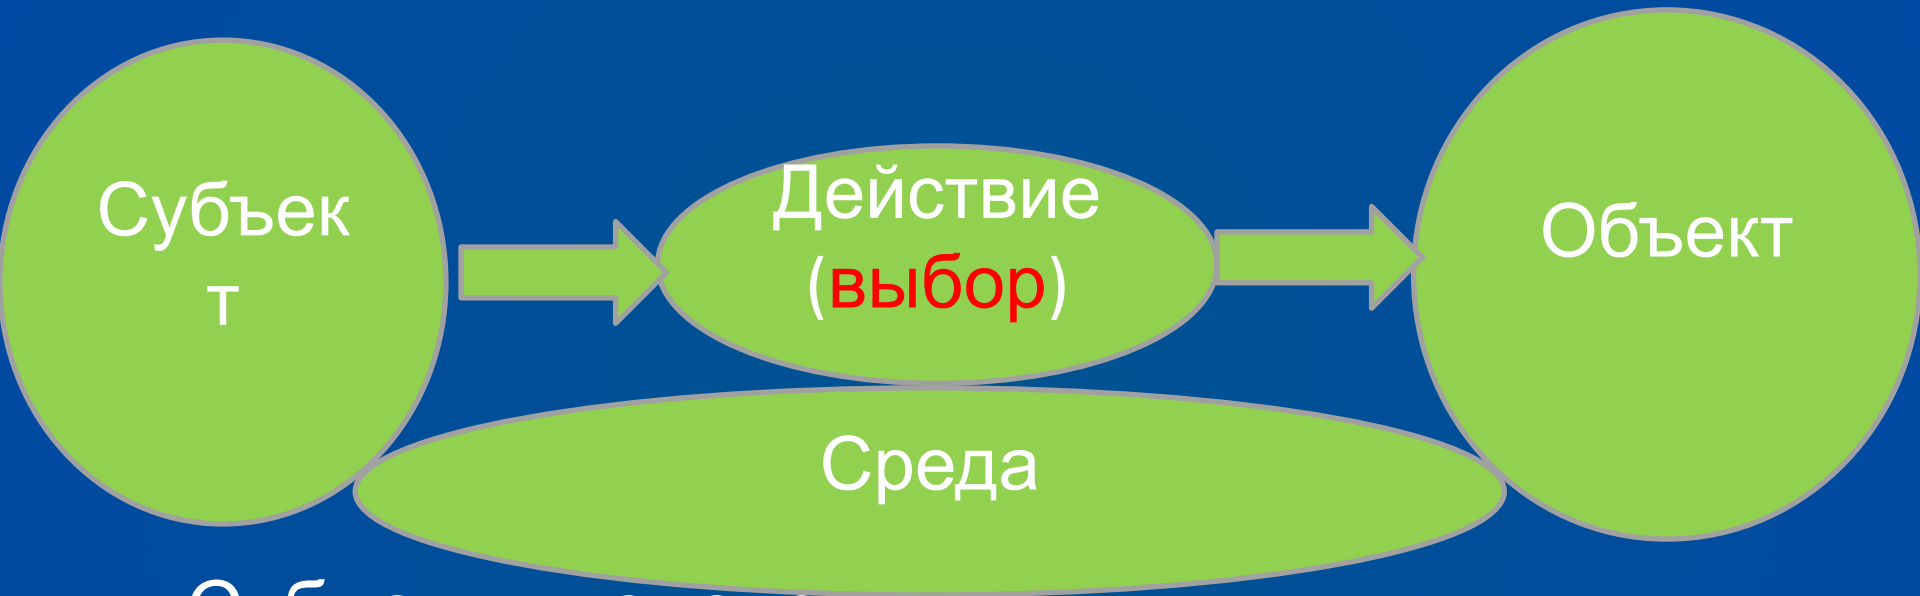 Субъек
т
Действие
(выбор)
Объект
Среда